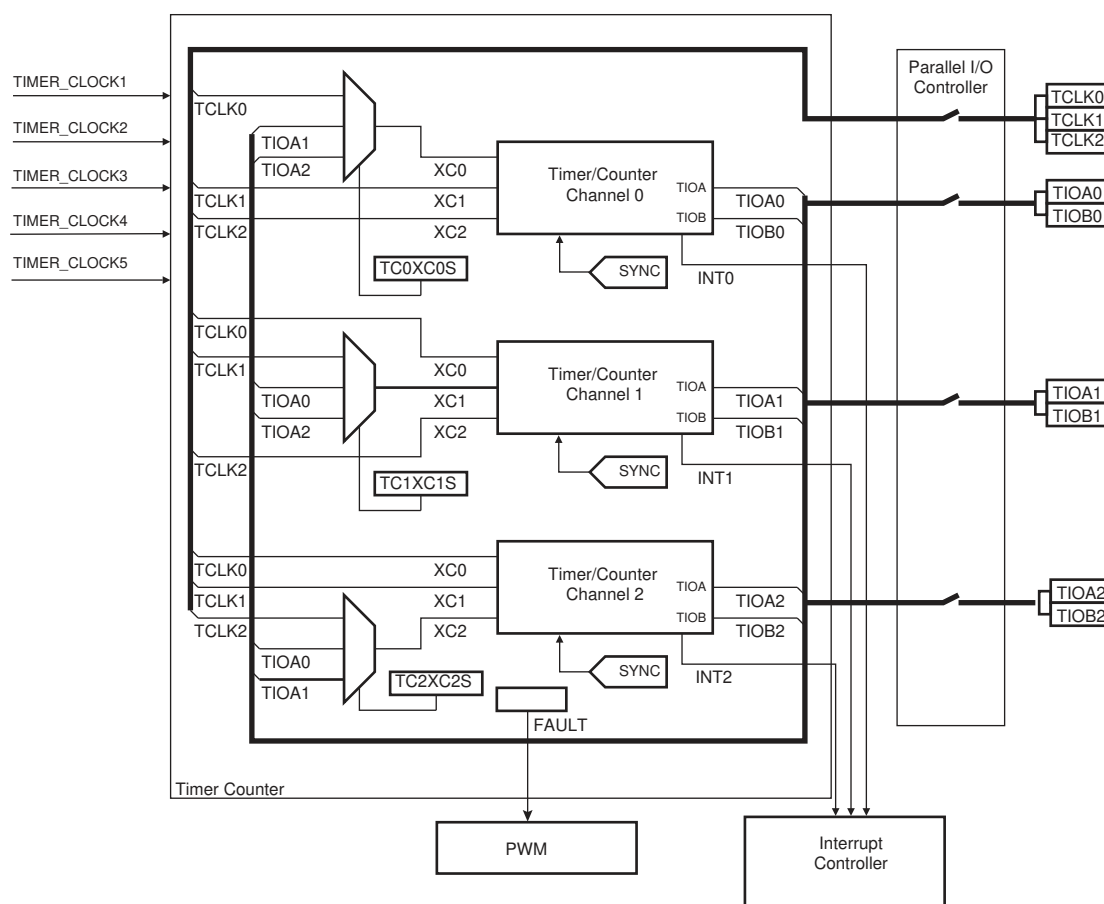 TIMER_CLOCK1
TIMER_CLOCK2
TIMER_CLOCK3
TIMER_CLOCK4
TIMER_CLOCK5
TCLK0
TIOA1
TIOA2
TCLK1
TCLK2
XC0
XC1
XC2
TC0XC0S
Timer/Counter
Channel 0
TIOA
TIOB
TIOA0
TIOB0
SYNC
INT0
TCLK0
TCLK1
TIOA0
TIOA2
TCLK2
XC0
XC1
XC2
TC1XC1S
Timer/Counter
Channel 1
TIOA
TIOB
TIOA1
TIOB1
SYNC
INT1
TCLK0
TCLK1
TCLK2
TIOA0
TIOA1
XC0
XC1
XC2
TC2XC2S
Timer/Counter
Channel 2
TIOA
TIOB
TIOA2
TIOB2
SYNC
INT2
FAULT
Timer Counter
PWM
Interrupt
Controller
Parallel I/O
Controller
TCLK0
TCLK1
TCLK2
TIOA0
TIOB0
TIOA1
TIOB1
TIOA2
TIOB2